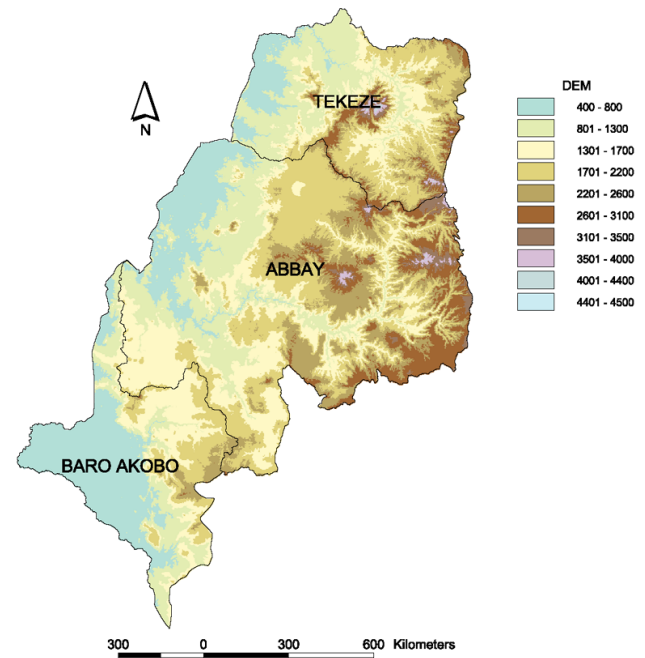 TEKEZE
N
ABBAY
BARO AKOBO
DEM
400 - 800
801 - 1300
1301 - 1700
1701 - 2200
2201 - 2600
2601 - 3100
3101 - 3500
3501 - 4000
4001 - 4400
4401 - 4500
300 0 300 600 Kilometers